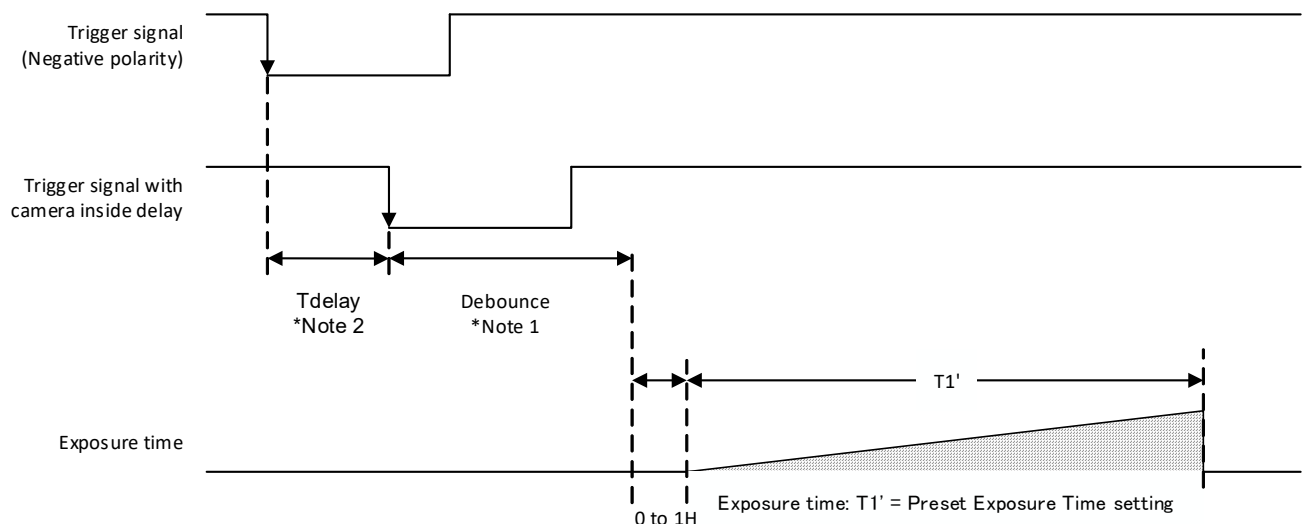 Trigger signal
(Negative polarity)
Trigger signal with
camera inside delay
Tdelay
*Note 2
Debounce
*Note 1
T1'
Exposure time
0 to 1H
Exposure time: T1' = Preset Exposure Time setting